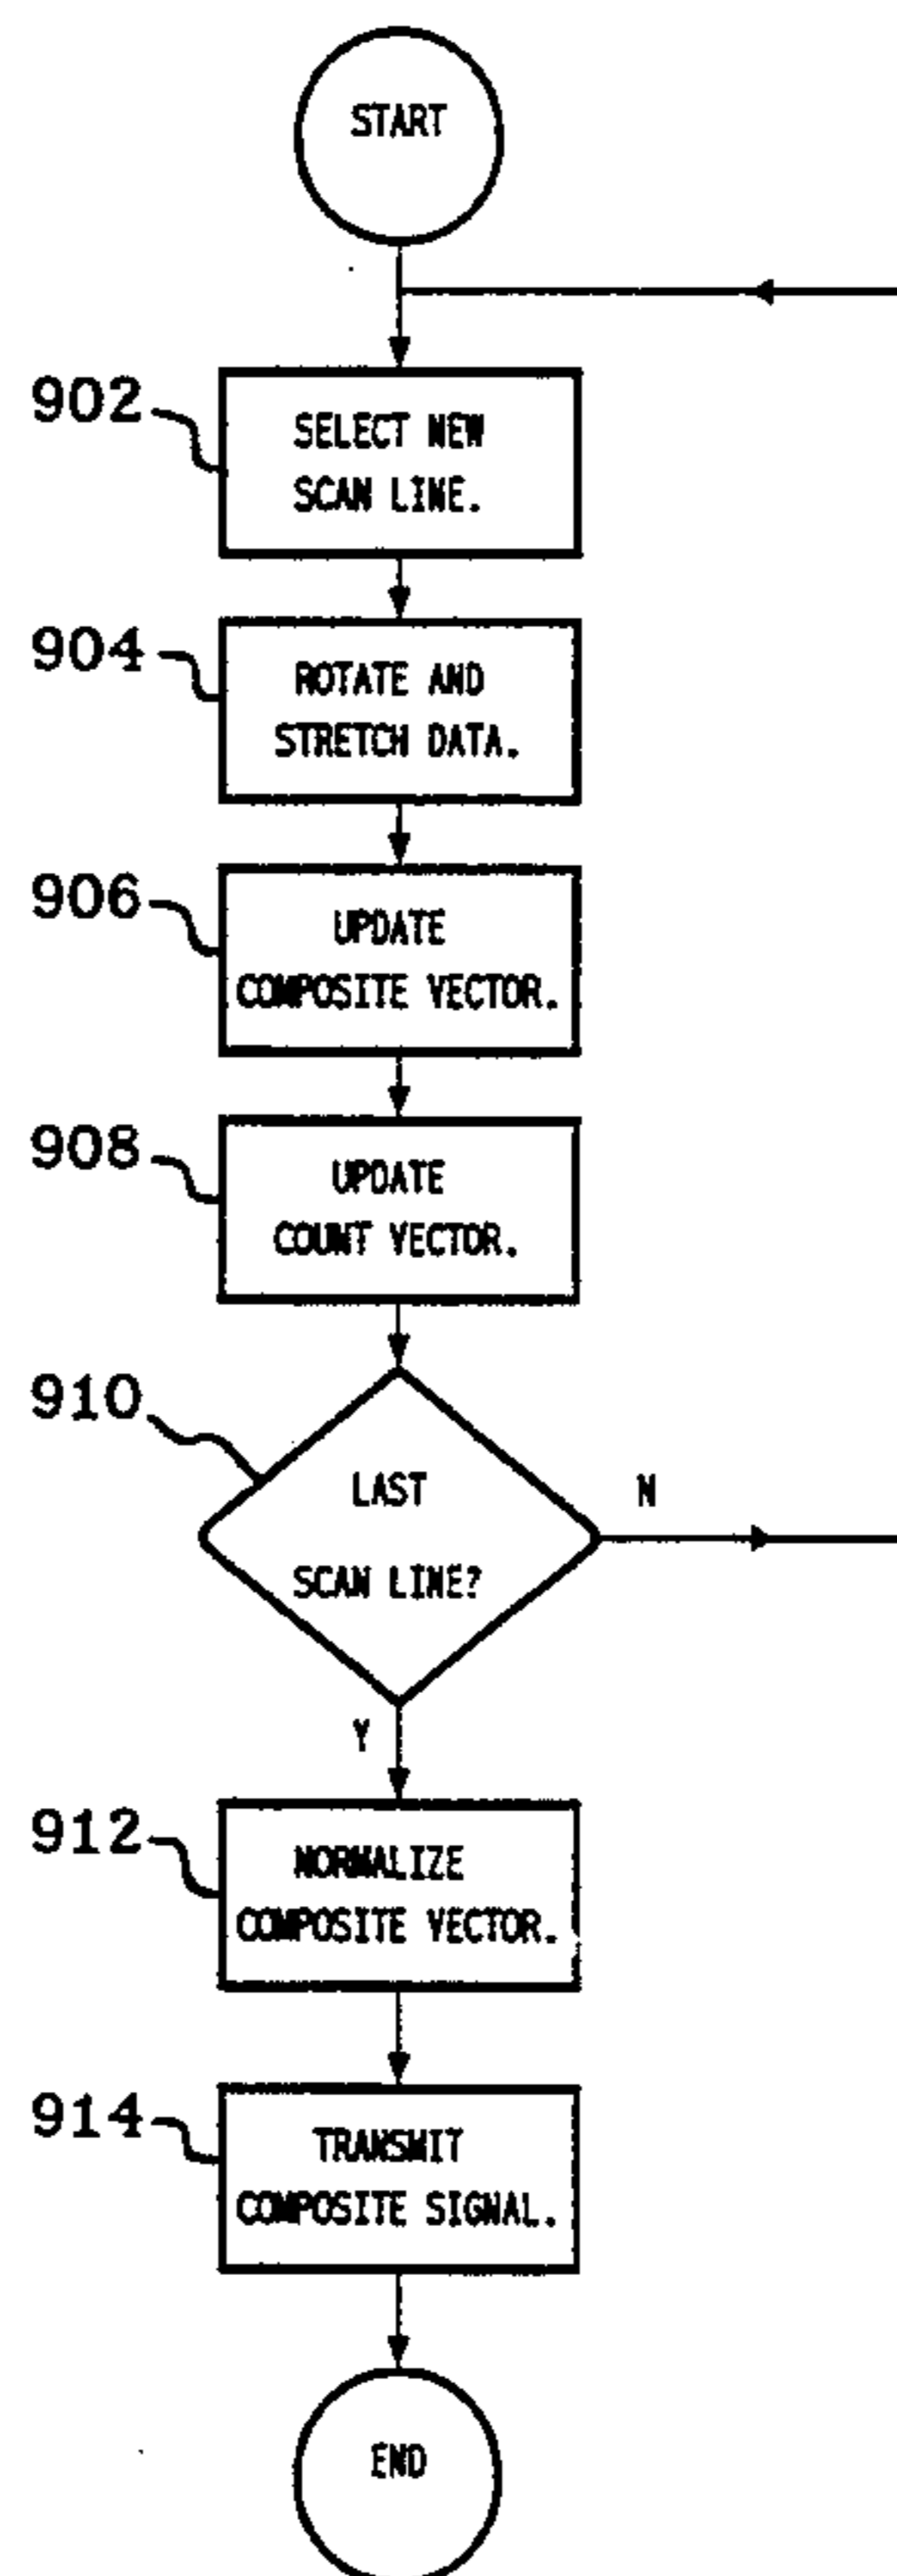 START
902
SELECT NEW
SCAN LINE.
904
ROTATE AND
STRETCH DATA.
906
UPDATE
COMPOSITE VECTOR.
908
UPDATE
COUNT VECTOR.
910
LAST
SCAN LINE?
N
Y
912
NORMALIZE
COMPOSITE VECTOR.
914
TRANSMIT
COMPOSITE SIGNAL.
END